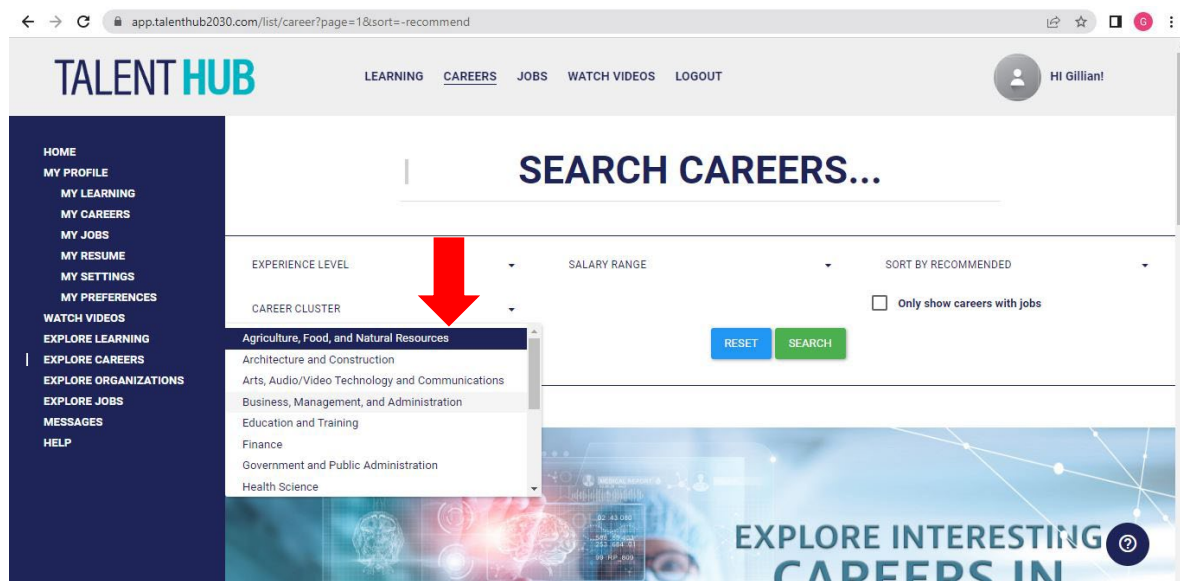 app.talenthub2030.com/list/career?page=1&sort=-recommend
G
TALENT HUB
LEARNING CAREERS JOBS WATCH VIDEOS LOGOUT
HI Gillian!
HOME
MY PROFILE
MY LEARNING
MY CAREERS
MY JOBS
MY RESUME
MY SETTINGS
MY PREFERENCES
WATCH VIDEOS
EXPLORE LEARNING
EXPLORE CAREERS
EXPLORE ORGANIZATIONS
EXPLORE JOBS
MESSAGES
HELP
SEARCH CAREERS...
EXPERIENCE LEVEL SALARY RANGE SORT BY RECOMMENDED
CAREER CLUSTER Only show careers with jobs
Agriculture, Food, and Natural Resources
Architecture and Construction
Arts, Audio/Video Technology and Communications
Business, Management, and Administration
Education and Training
Finance
Government and Public Administration
Health Science
RESET SEARCH
EXPLORE INTERESTING
CAREERS IN